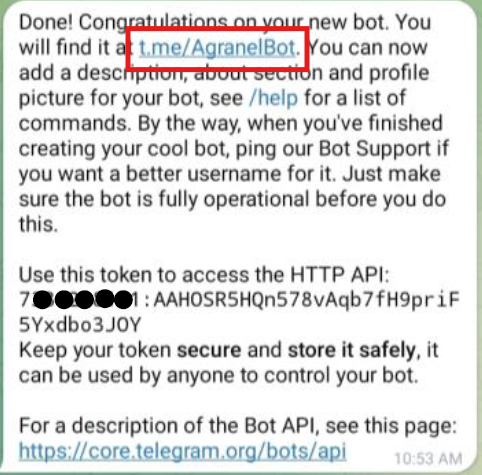 Done! Congratulations on your new bot. You
will find it at t.me/AgranelBot. You can now
add a description, about section and profile
picture for your bot, see /help for a list of
commands. By the way, when you've finished
creating your cool bot, ping our Bot Support if
you want a better username for it. Just make
sure the bot is fully operational before you do
this.
Use this token to access the HTTP API:
7 1:AAHOSR5HQn578vAqb7fH9priF
5Yxdbo3JOY
Keep your token secure and store it safely, it
can be used by anyone to control your bot.
For a description of the Bot API, see this page:
https://core.telegram.org/bots/api
10:53 AM